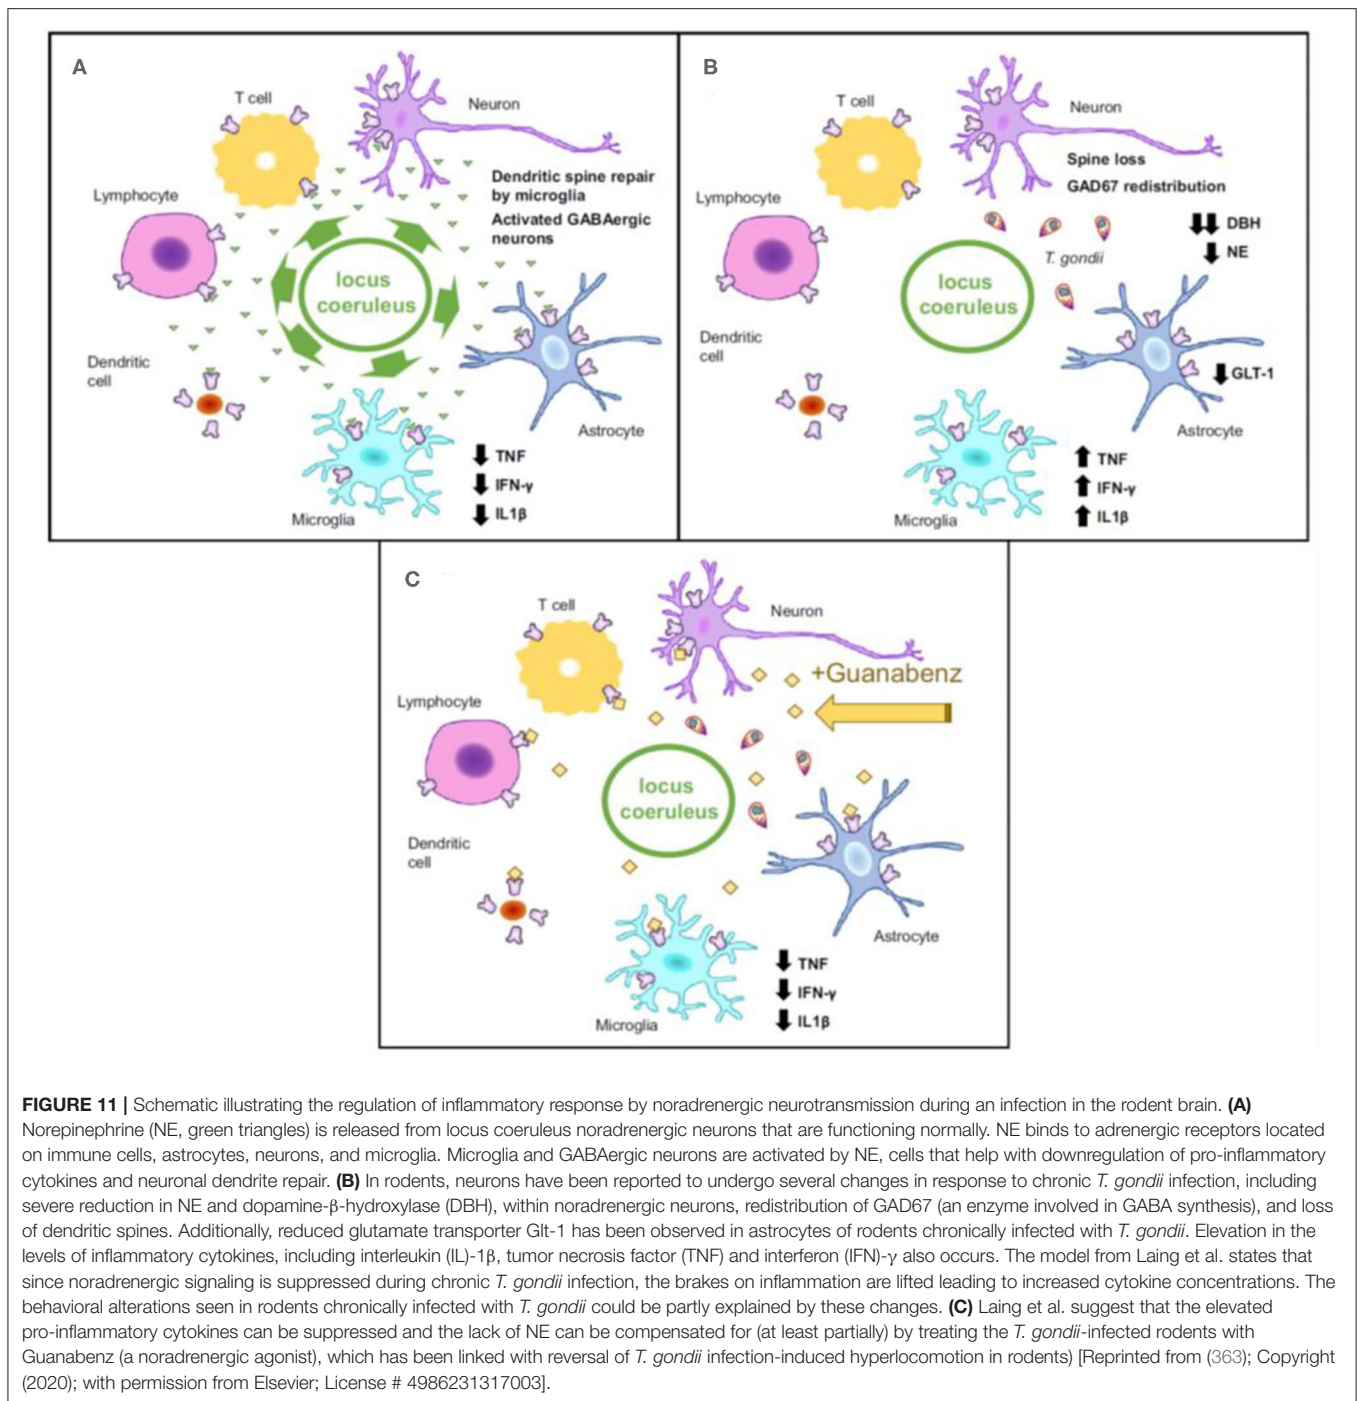 A
T cell
Neuron
Dendritic spine repair
by microglia
Activated GABAergic
neurons
Lymphocyte
locus
coeruleus
Dendritic
cell
Astrocyte
TNF
IFN-γ
IL1β
Microglia
B
T cell
Neuron
Spine loss
GAD67 redistribution
Lymphocyte
DBH
NE
T. gondii
locus
coeruleus
Dendritic
cell
GLT-1
Astrocyte
TNF
IFN-γ
IL1β
Microglia
C
T cell
Neuron
+Guanabenz
Lymphocyte
locus
coeruleus
Dendritic
cell
Astrocyte
TNF
IFN-γ
IL1β
Microglia
FIGURE 11 | Schematic illustrating the regulation of inflammatory response by noradrenergic neurotransmission during an infection in the rodent brain. (A)
Norepinephrine (NE, green triangles) is released from locus coeruleus noradrenergic neurons that are functioning normally. NE binds to adrenergic receptors located
on immune cells, astrocytes, neurons, and microglia. Microglia and GABAergic neurons are activated by NE, cells that help with downregulation of pro-inflammatory
cytokines and neuronal dendrite repair. (B) In rodents, neurons have been reported to undergo several changes in response to chronic T. gondii infection, including
severe reduction in NE and dopamine-β-hydroxylase (DBH), within noradrenergic neurons, redistribution of GAD67 (an enzyme involved in GABA synthesis), and loss
of dendritic spines. Additionally, reduced glutamate transporter Glt-1 has been observed in astrocytes of rodents chronically infected with T. gondii. Elevation in the
levels of inflammatory cytokines, including interleukin (IL)-1β, tumor necrosis factor (TNF) and interferon (IFN)-γ also occurs. The model from Laing et al. states that
since noradrenergic signaling is suppressed during chronic T. gondii infection, the brakes on inflammation are lifted leading to increased cytokine concentrations. The
behavioral alterations seen in rodents chronically infected with T. gondii could be partly explained by these changes. (C) Laing et al. suggest that the elevated
pro-inflammatory cytokines can be suppressed and the lack of NE can be compensated for (at least partially) by treating the T. gondii-infected rodents with
Guanabenz (a noradrenergic agonist), which has been linked with reversal of T. gondii infection-induced hyperlocomotion in rodents) [Reprinted from (363); Copyright
(2020); with permission from Elsevier; License # 4986231317003].